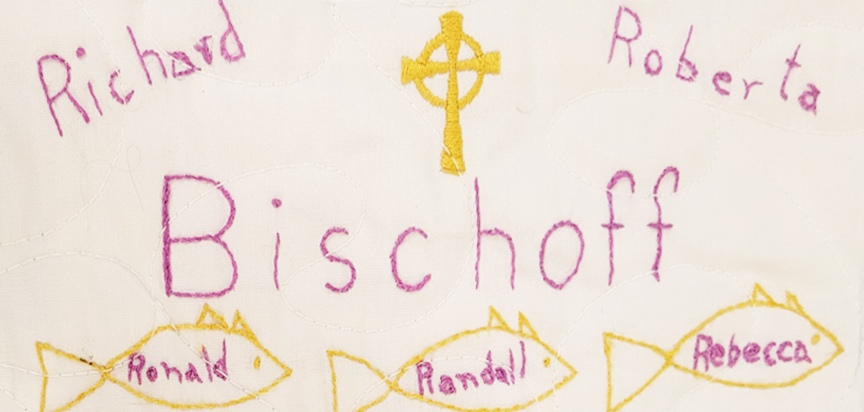 Richard Roberta
Bischoff
Ronald Randall Rebecca